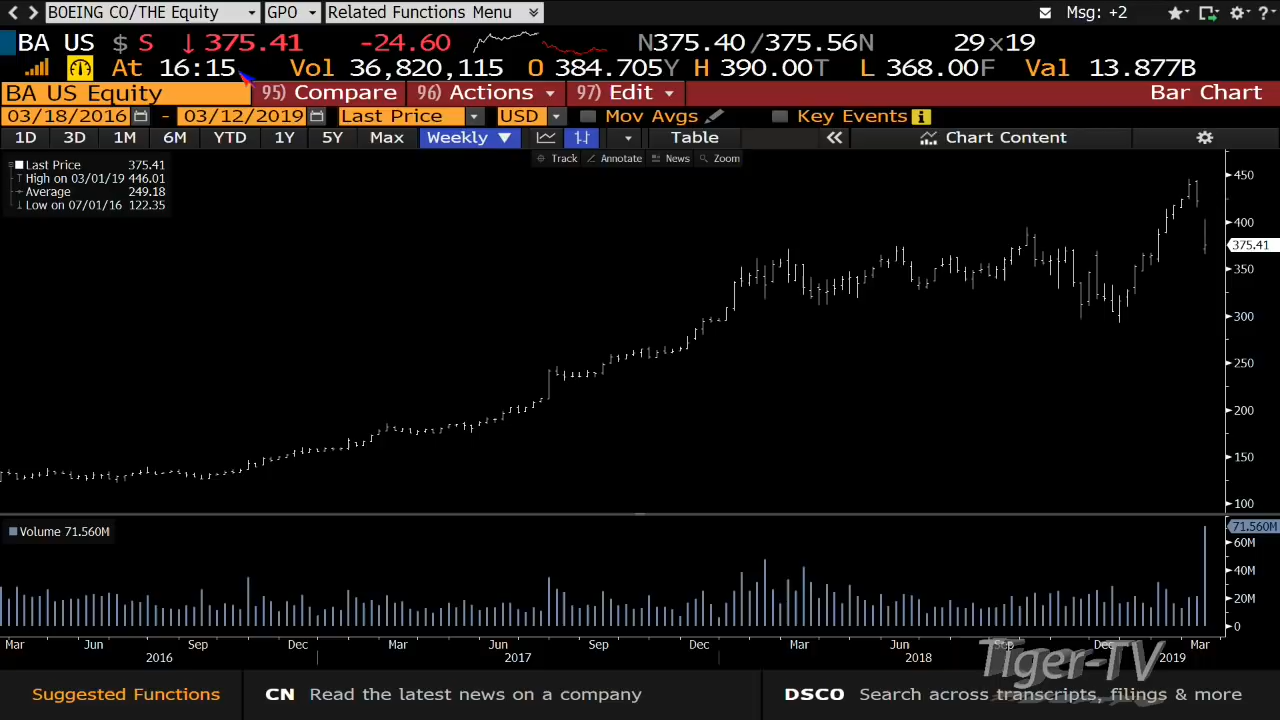 BOEING CO/THE Equity GPO Related Functions Menu Msg: +2 ?
BA US $ S ↓ 375.41 -24.60 N375.40 /375.56N 29×19
At 16:15 Vol 36,820,115 O 384.705Y H 390.00T L 368.00F Val 13.877B
BA US Equity 95) Compare 96) Actions 97) Edit Bar Chart
03/18/2016 - 03/12/2019 Last Price USD Mov Avgs Key Events i
1D 3D 1M 6M YTD 1Y 5Y Max Weekly ▼ Table « Chart Content
Track Annotate News Zoom
Last Price 375.41
High on 03/01/19 446.01
Average 249.18
Low on 07/01/16 122.35
450
400
375.41
350
300
250
200
150
100
Volume 71.560M
71.560M
60M
40M
20M
0
Mar Jun Sep Dec Mar Jun Sep Dec Mar Jun Sep Dec Mar
2016 2017 2018 2019
Tiger-TV
Suggested Functions CN Read the latest news on a company DSCO Search across transcripts, filings & more